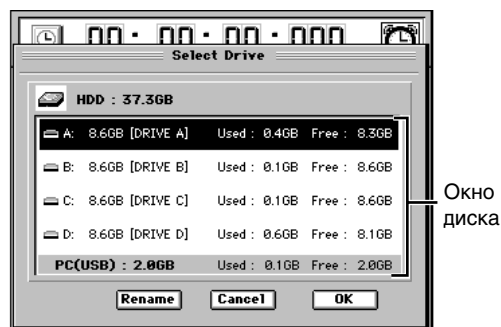 00 · 00 · 00 · 000
Select Drive
HDD : 37.3GB
A: 8.6GB [DRIVE A] Used : 0.4GB Free : 8.3GB
B: 8.6GB [DRIVE B] Used : 0.1GB Free : 8.6GB
C: 8.6GB [DRIVE C] Used : 0.1GB Free : 8.6GB
D: 8.6GB [DRIVE D] Used : 0.6GB Free : 8.1GB
PC(USB) : 2.0GB Used : 0.1GB Free : 2.0GB
Rename Cancel OK
Окно
диска